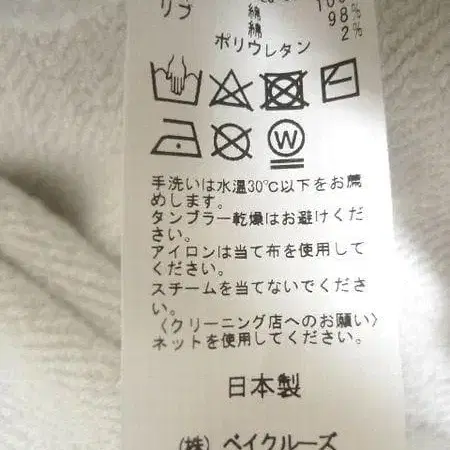 綿 100%
リブ 綿 98%
ポリウレタン 2%
W
手洗いは水温30℃以下をお薦
めします。
タンブラー乾燥はお避けくだ
さい。
アイロンは当て布を使用して
ください。
スチームを当てないでくださ
い。
〈クリーニング店へのお願い〉
ネットを使用してください。
日本製
(株) ベイクルーズ